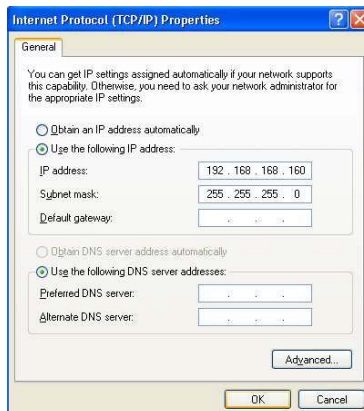 Internet Protocol (TCP/IP) Properties
General
You can get IP settings assigned automatically if your network supports
this capability. Otherwise, you need to ask your network administrator for
the appropriate IP settings.
Obtain an IP address automatically
Use the following IP address:
IP address: 192 . 168 . 168 . 160
Subnet mask: 255 . 255 . 255 . 0
Default gateway: . . .
Obtain DNS server address automatically
Use the following DNS server addresses:
Preferred DNS server: . . .
Alternate DNS server: . . .
Advanced...
OK Cancel